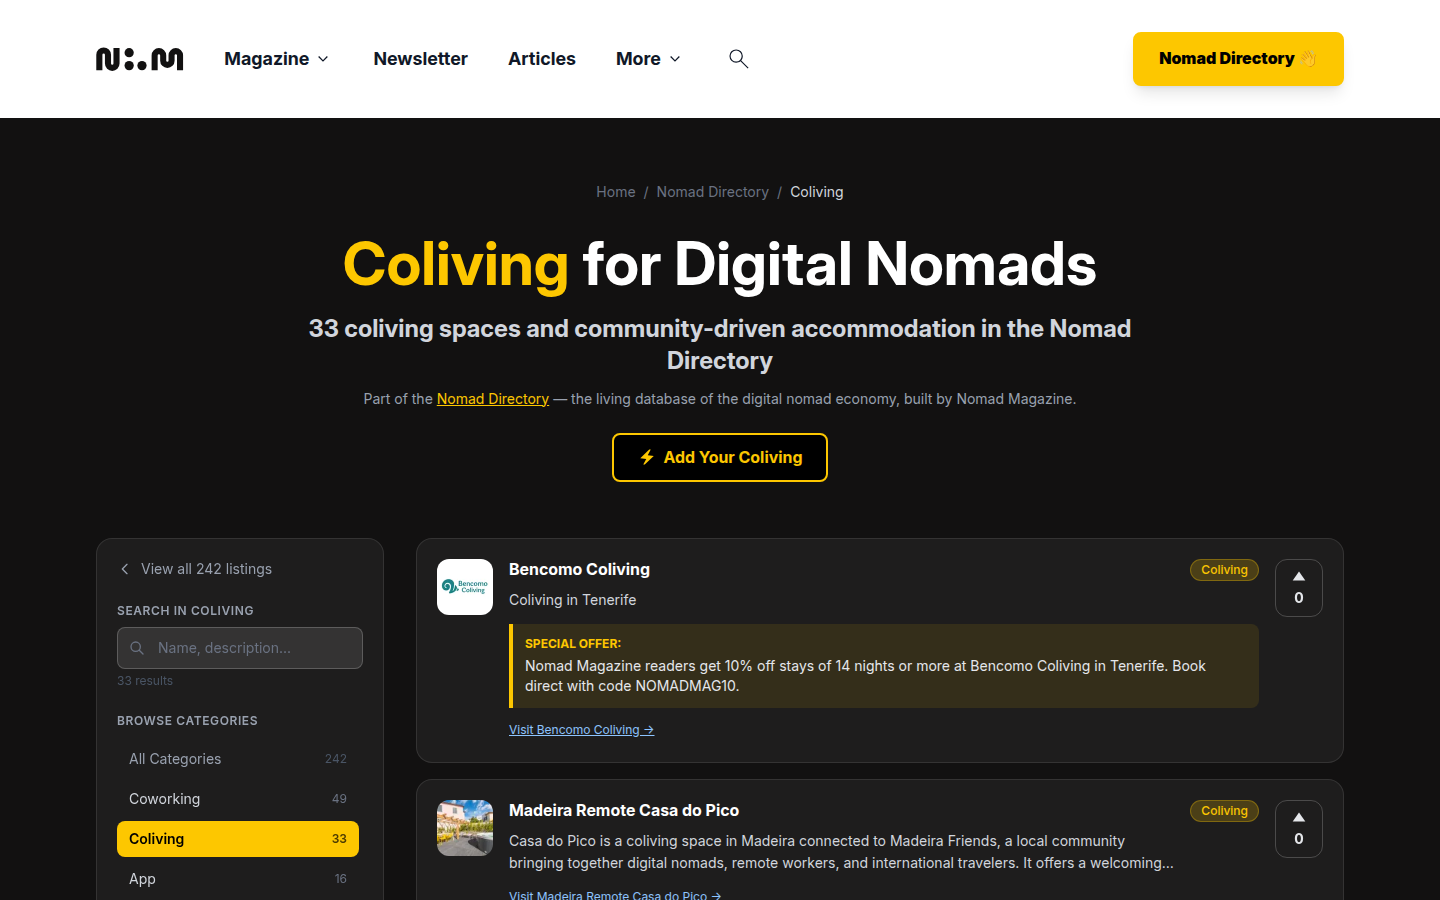 Magazine
Newsletter
Articles
More
Nomad Directory 👋
Home / Nomad Directory / Coliving
Coliving for Digital Nomads
33 coliving spaces and community-driven accommodation in the Nomad
Directory
Part of the Nomad Directory — the living database of the digital nomad economy, built by Nomad Magazine.
⚡ Add Your Coliving
View all 242 listings
SEARCH IN COLIVING
Name, description...
33 results
BROWSE CATEGORIES
All Categories 242
Coworking 49
Coliving 33
App 16
Bencomo Coliving
Bencomo Coliving
Coliving
▲ 0
Coliving in Tenerife
SPECIAL OFFER:
Nomad Magazine readers get 10% off stays of 14 nights or more at Bencomo Coliving in Tenerife. Book
direct with code NOMADMAG10.
Visit Bencomo Coliving →
Madeira Remote Casa do Pico
Coliving
▲ 0
Casa do Pico is a coliving space in Madeira connected to Madeira Friends, a local community
bringing together digital nomads, remote workers, and international travelers. It offers a welcoming...
Visit Madeira Remote Casa do Pico →